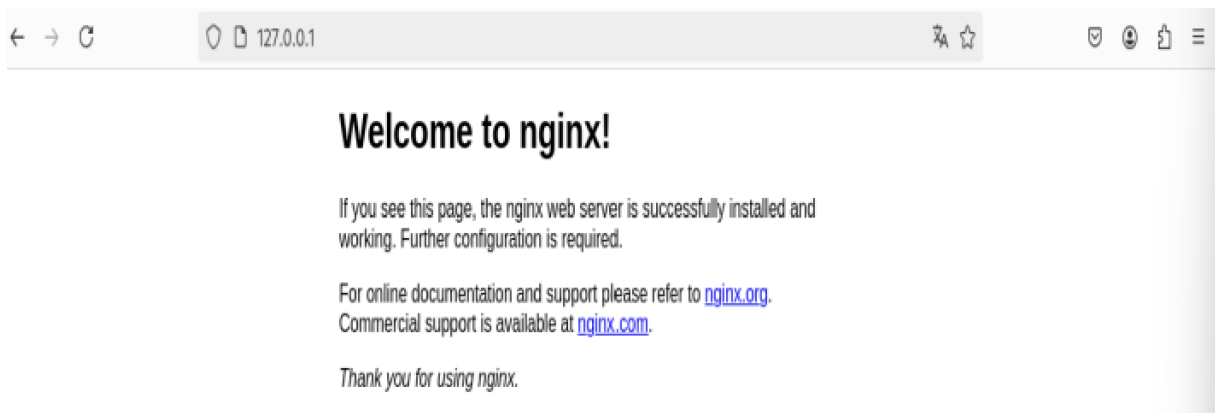 127.0.0.1
Welcome to nginx!
If you see this page, the nginx web server is successfully installed and
working. Further configuration is required.
For online documentation and support please refer to nginx.org.
Commercial support is available at nginx.com.
Thank you for using nginx.